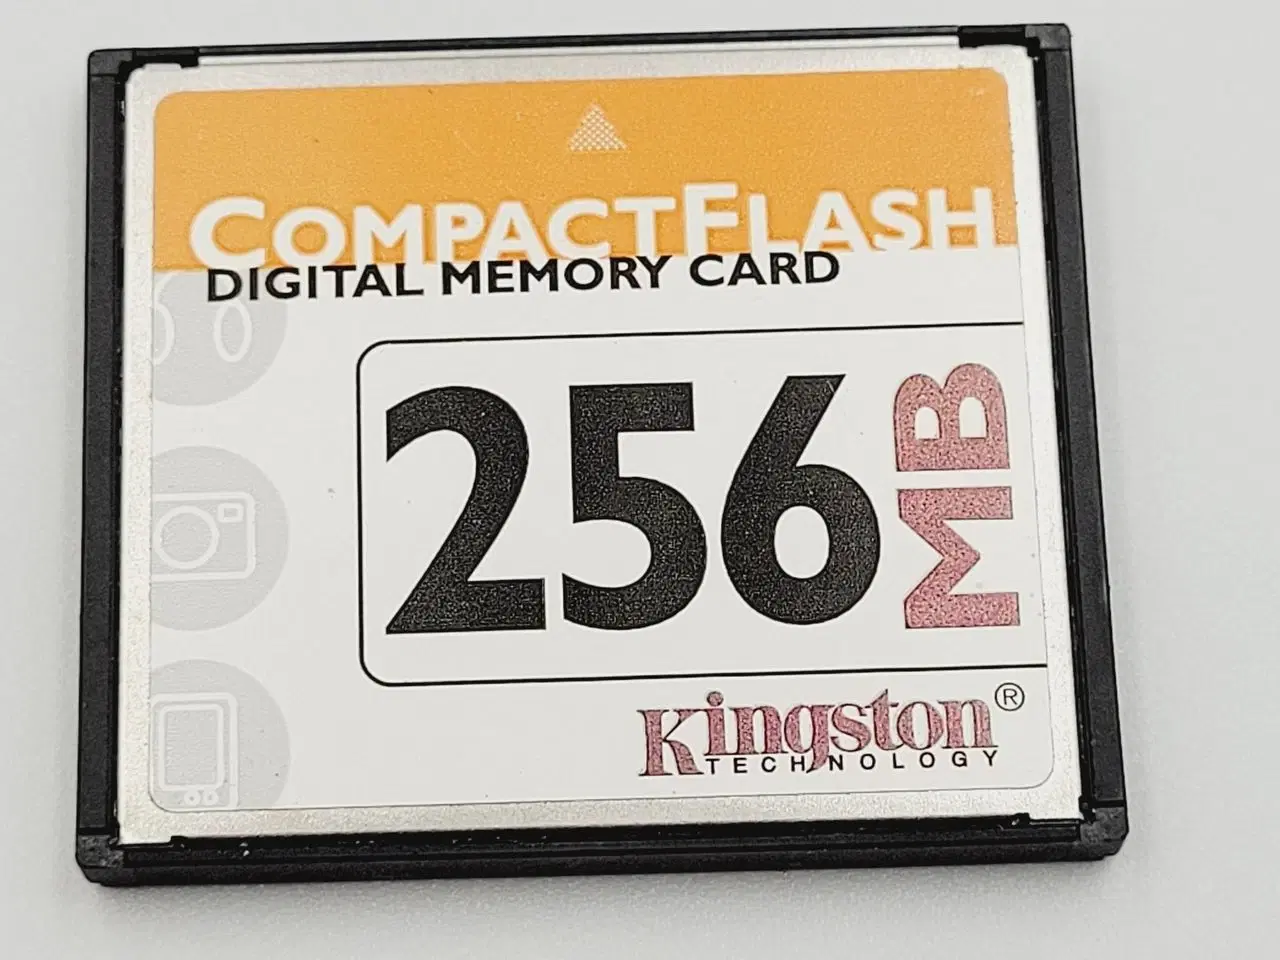 COMPACTFLASH
DIGITAL MEMORY CARD
256 MB
Kingston®
TECHNOLOGY